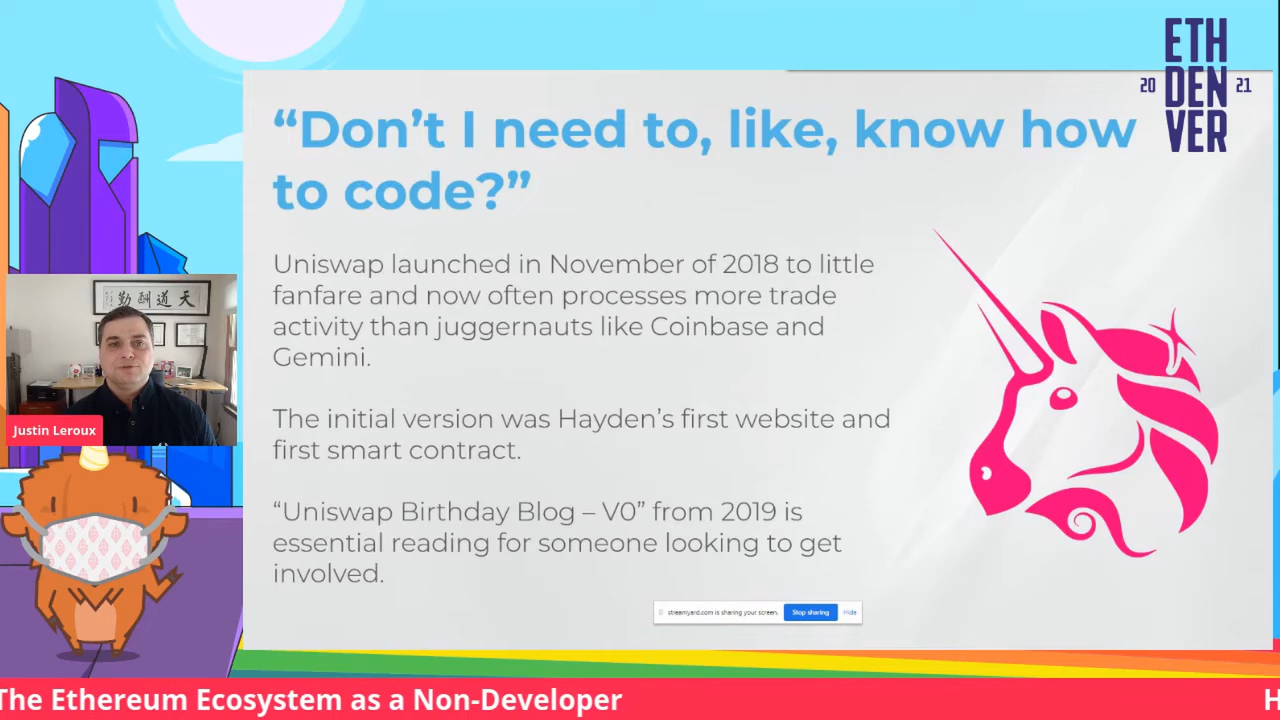 ETH
20 DEN 21
VER
“Don’t I need to, like, know how
to code?”
Uniswap launched in November of 2018 to little
fanfare and now often processes more trade
activity than juggernauts like Coinbase and
Gemini.
The initial version was Hayden’s first website and
first smart contract.
“Uniswap Birthday Blog – V0” from 2019 is
essential reading for someone looking to get
involved.
天道酬勤
Justin Leroux
streamyard.com is sharing your screen. Stop sharing Hide
The Ethereum Ecosystem as a Non-Developer H